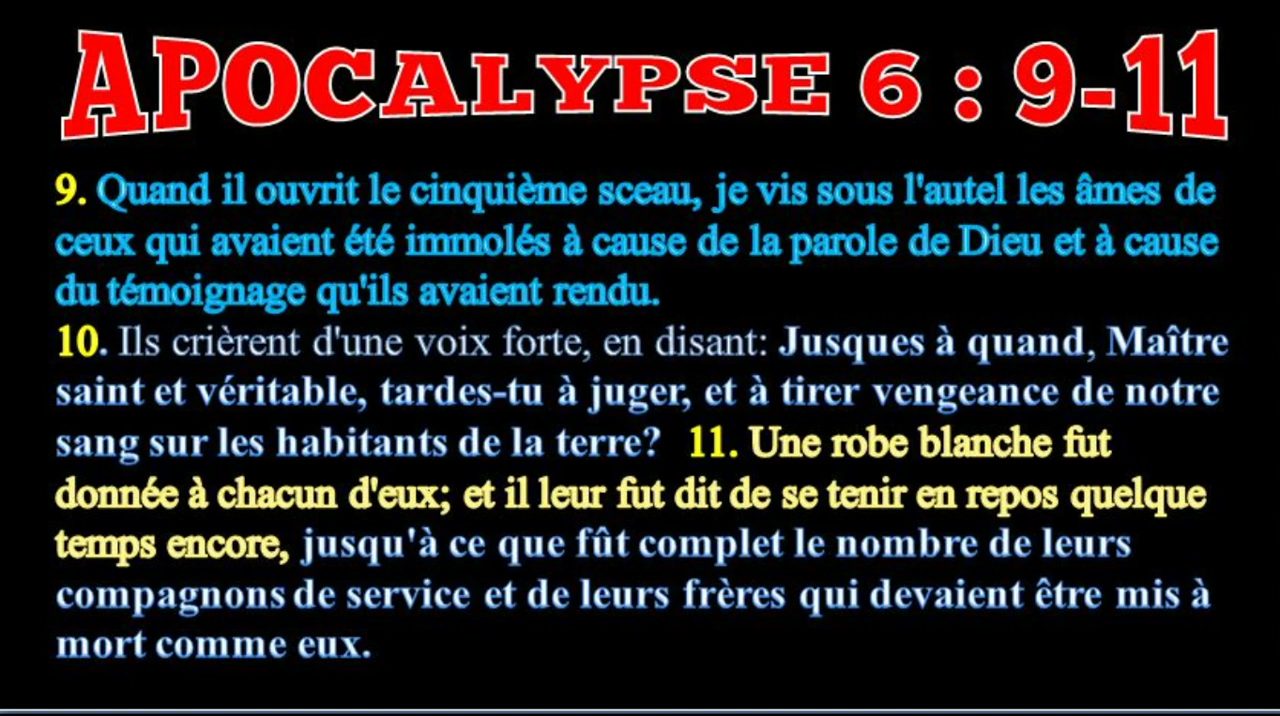 APOCALYPSE 6 : 9-11
9. Quand il ouvrit le cinquième sceau, je vis sous l'autel les âmes de
ceux qui avaient été immolés à cause de la parole de Dieu et à cause
du témoignage qu'ils avaient rendu.
10. Ils crièrent d'une voix forte, en disant: Jusques à quand, Maître
saint et véritable, tardes-tu à juger, et à tirer vengeance de notre
sang sur les habitants de la terre? 11. Une robe blanche fut
donnée à chacun d'eux; et il leur fut dit de se tenir en repos quelque
temps encore, jusqu'à ce que fût complet le nombre de leurs
compagnons de service et de leurs frères qui devaient être mis à
mort comme eux.